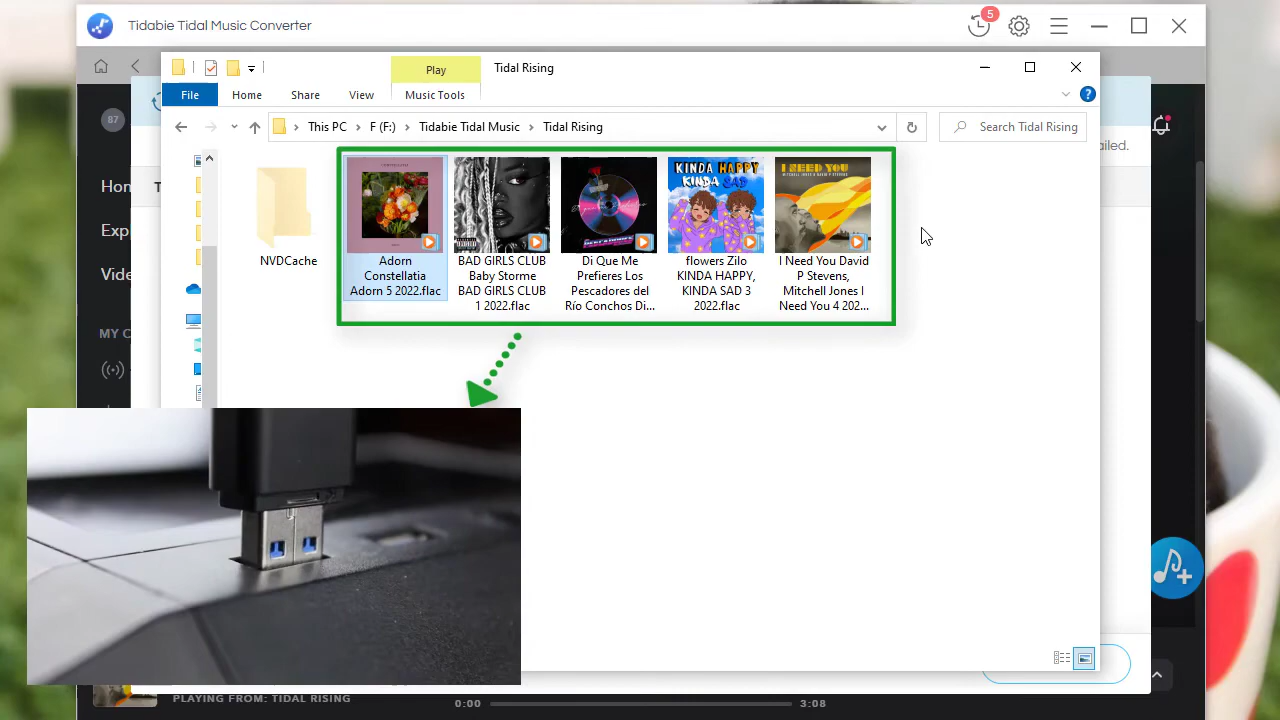 Tidabie Tidal Music Converter
5
Play
Tidal Rising
File
Home
Share
View
Music Tools
?
87
This PC
F (F:)
Tidabie Tidal Music
Tidal Rising
Search Tidal Rising
ailed.
Hom
T
Expl
Vide
MY C
KINDA HAPPY
KINDA SAD
I NEED YOU
NVDCache
Adorn
Constellatia
Adorn 5 2022.flac
BAD GIRLS CLUB
Baby Storme
BAD GIRLS CLUB
1 2022.flac
Di Que Me
Prefieres Los
Pescadores del
Río Conchos Di...
flowers Zilo
KINDA HAPPY,
KINDA SAD 3
2022.flac
I Need You David
P Stevens,
Mitchell Jones I
Need You 4 202...
PLAYING FROM: TIDAL RISING
0:00
3:08